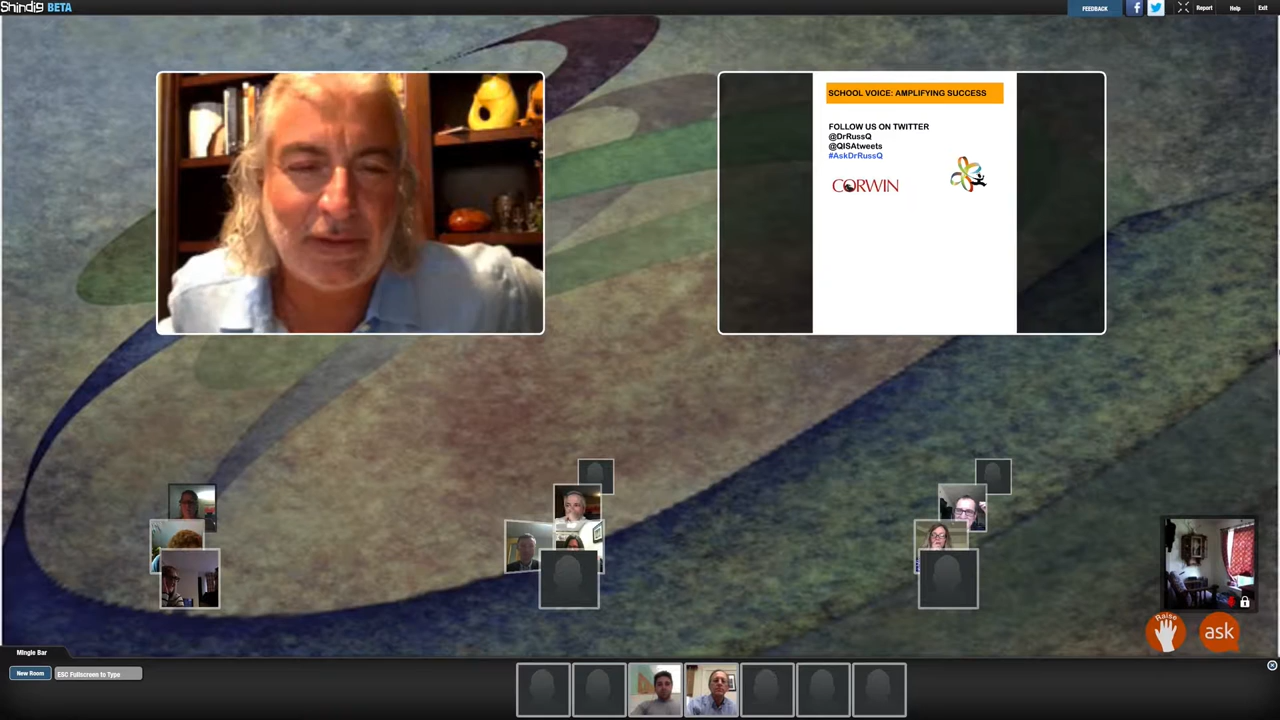 Shindig BETA
FEEDBACK
Report
Help
Exit
SCHOOL VOICE: AMPLIFYING SUCCESS
FOLLOW US ON TWITTER
@DrRussQ
@QISAtweets
#AskDrRussQ
CORWIN
Raise
ask
Mingle Bar
New Room
ESC Fullscreen to Type